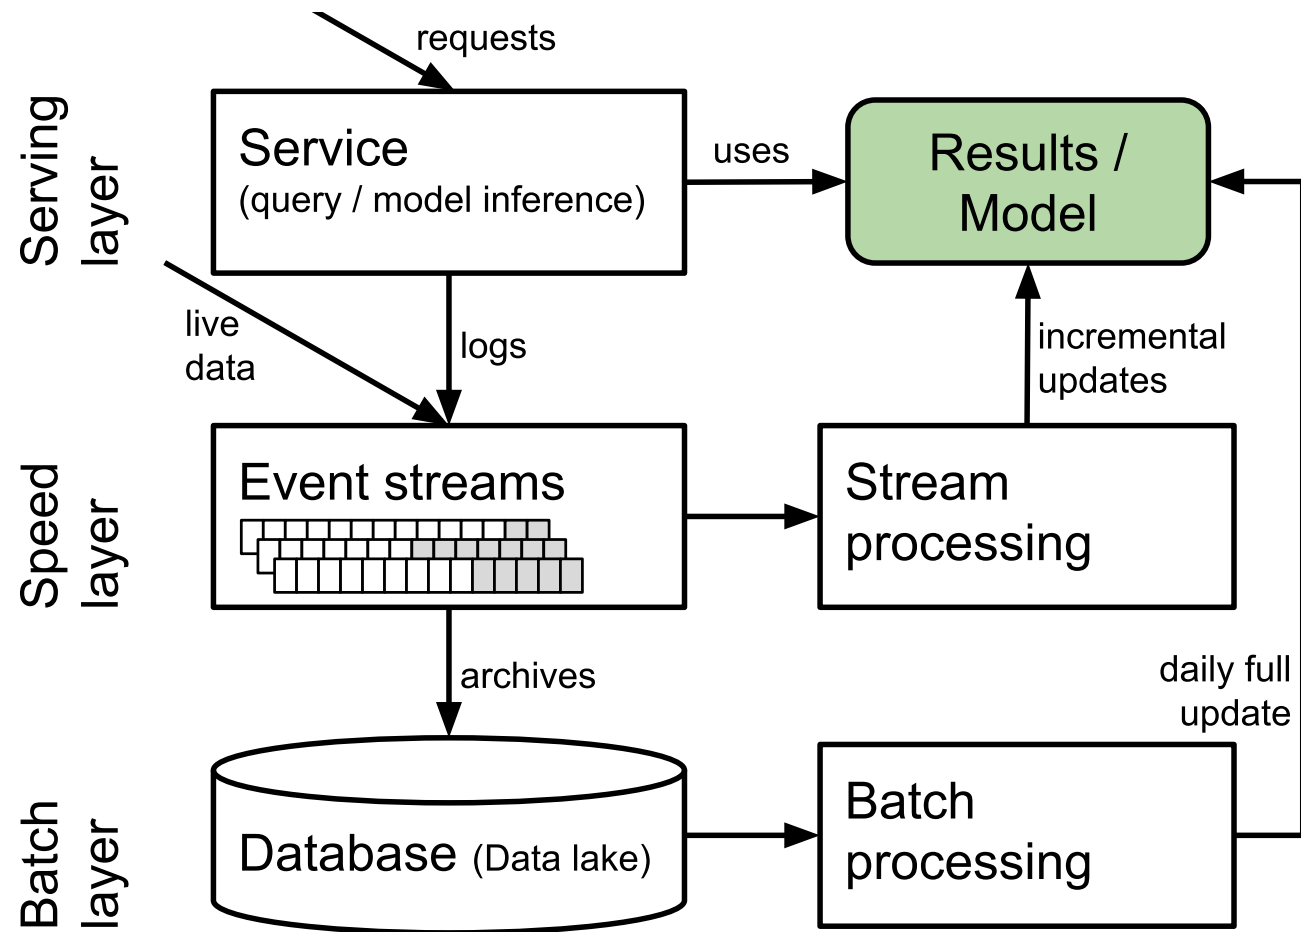 requests
Serving
layer
Service
(query / model inference)
uses
Results /
Model
live
data
logs
incremental
updates
Speed
layer
Event streams
Stream
processing
archives
daily full
update
Batch
layer
Database (Data lake)
Batch
processing